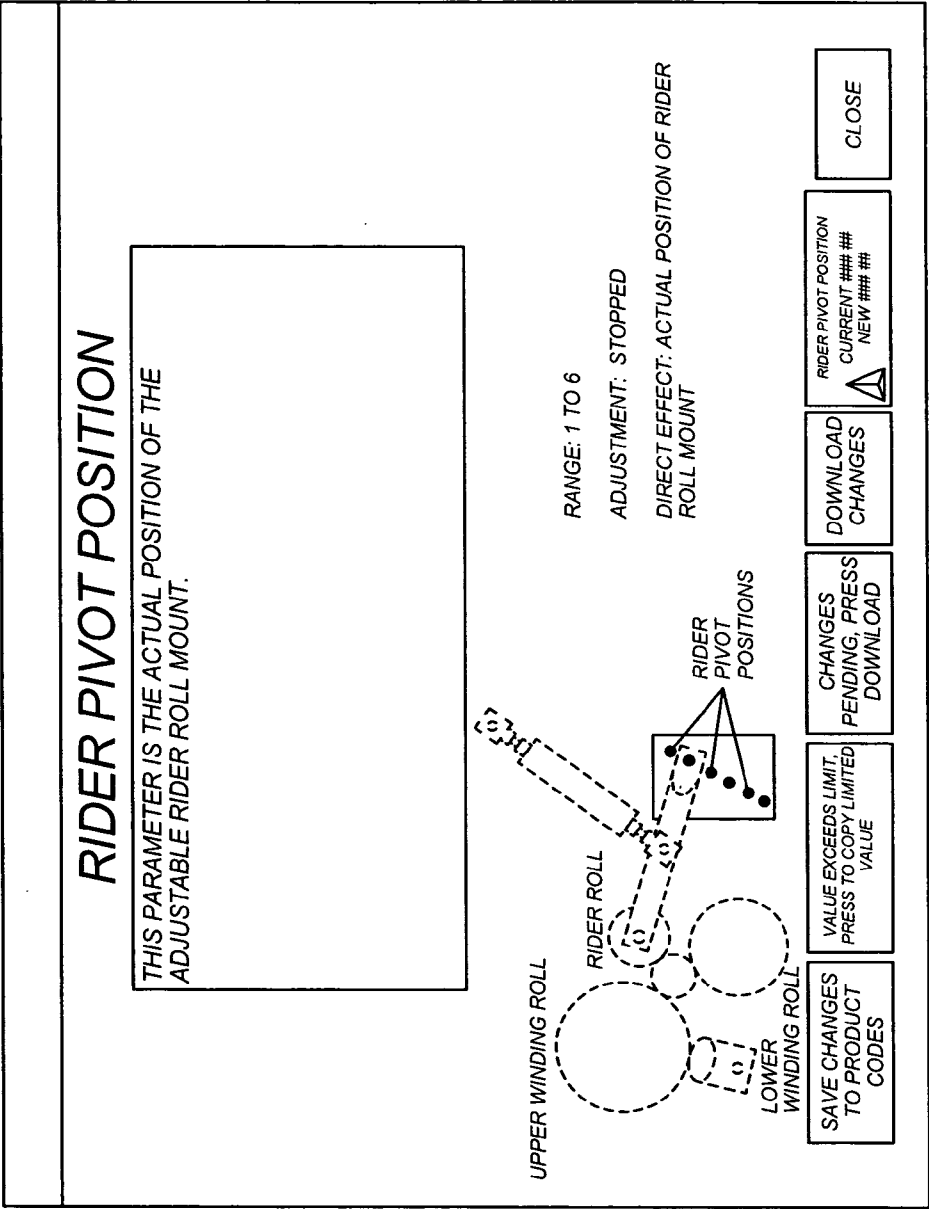 RIDER PIVOT POSITION
THIS PARAMETER IS THE ACTUAL POSITION OF THE
ADJUSTABLE RIDER ROLL MOUNT.
UPPER WINDING ROLL
RIDER ROLL
LOWER
WINDING ROLL
RIDER
PIVOT
POSITIONS
RANGE: 1 TO 6
ADJUSTMENT: STOPPED
DIRECT EFFECT: ACTUAL POSITION OF RIDER
ROLL MOUNT
SAVE CHANGES
TO PRODUCT
CODES
VALUE EXCEEDS LIMIT,
PRESS TO COPY LIMITED
VALUE
CHANGES
PENDING, PRESS
DOWNLOAD
DOWNLOAD
CHANGES
RIDER PIVOT POSITION
CURRENT ### ##
NEW ### ##
CLOSE